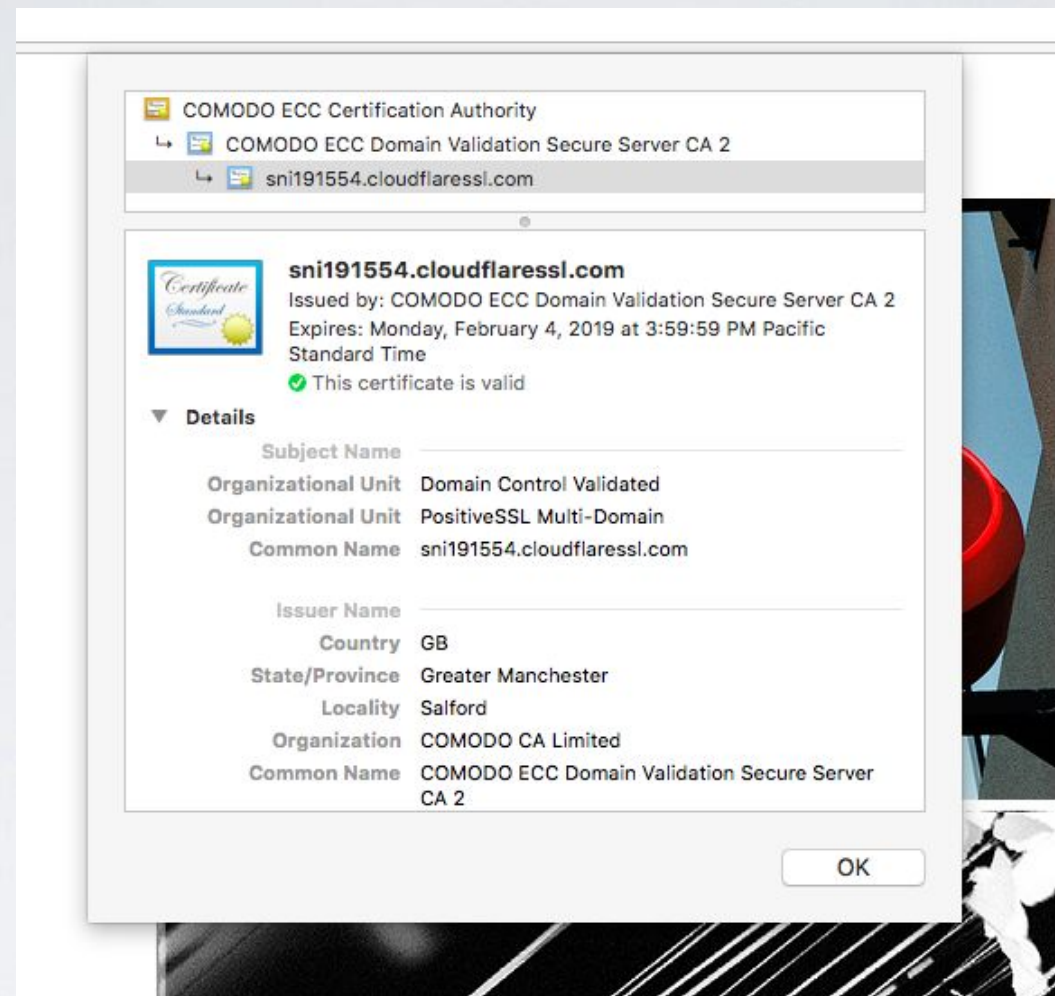 COMODO ECC Certification Authority
↳ COMODO ECC Domain Validation Secure Server CA 2
↳ sni191554.cloudflaressl.com
Certificate
Standard
sni191554.cloudflaressl.com
Issued by: COMODO ECC Domain Validation Secure Server CA 2
Expires: Monday, February 4, 2019 at 3:59:59 PM Pacific
Standard Time
This certificate is valid
▼ Details
Subject Name
Organizational Unit Domain Control Validated
Organizational Unit PositiveSSL Multi-Domain
Common Name sni191554.cloudflaressl.com
Issuer Name
Country GB
State/Province Greater Manchester
Locality Salford
Organization COMODO CA Limited
Common Name COMODO ECC Domain Validation Secure Server
CA 2
OK